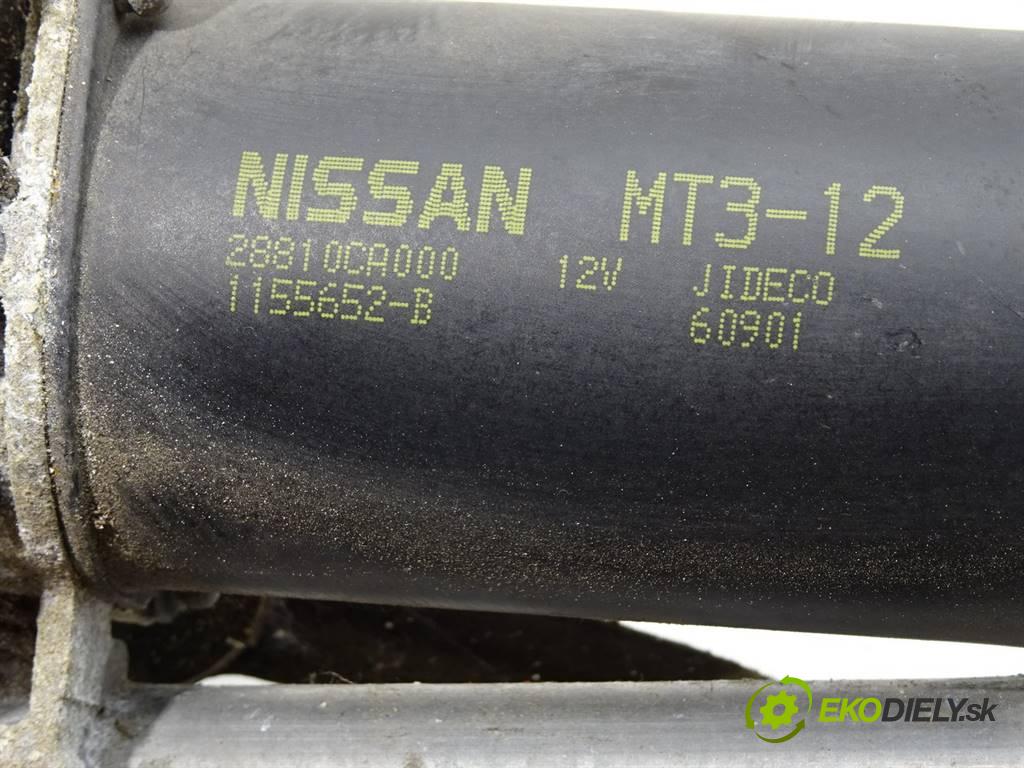 NISSAN MT3-12
28810CA000 12V JIDECO
1155652-B 60901
EKODIELY.sk